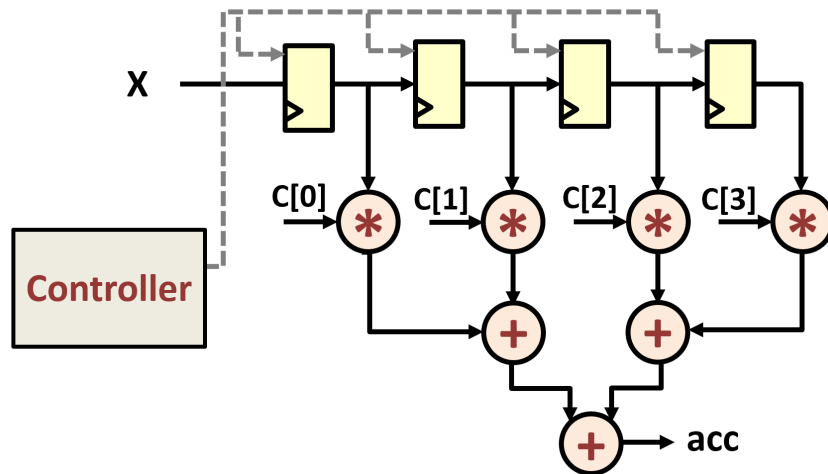 X
C[0]
C[1]
C[2]
C[3]
*
*
*
*
Controller
+
+
+
acc